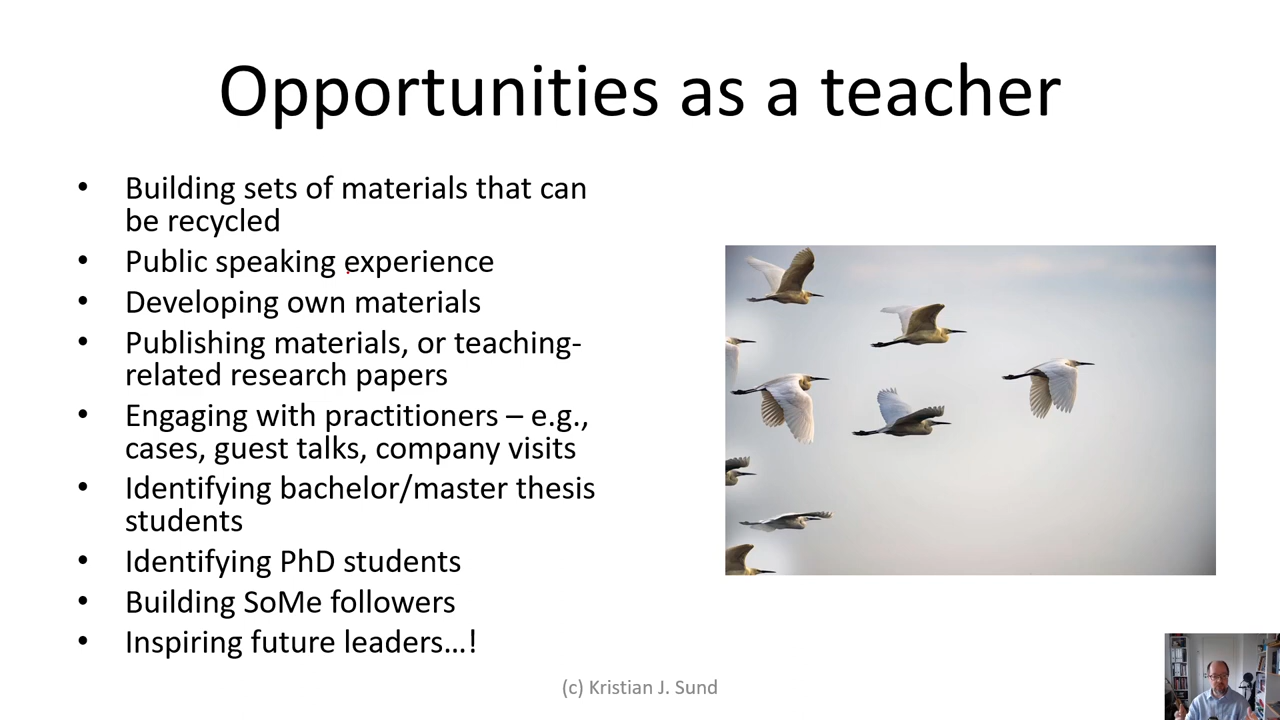 Opportunities as a teacher
• Building sets of materials that can
be recycled
• Public speaking experience
• Developing own materials
• Publishing materials, or teaching-
related research papers
• Engaging with practitioners – e.g.,
cases, guest talks, company visits
• Identifying bachelor/master thesis
students
• Identifying PhD students
• Building SoMe followers
• Inspiring future leaders…!
(c) Kristian J. Sund